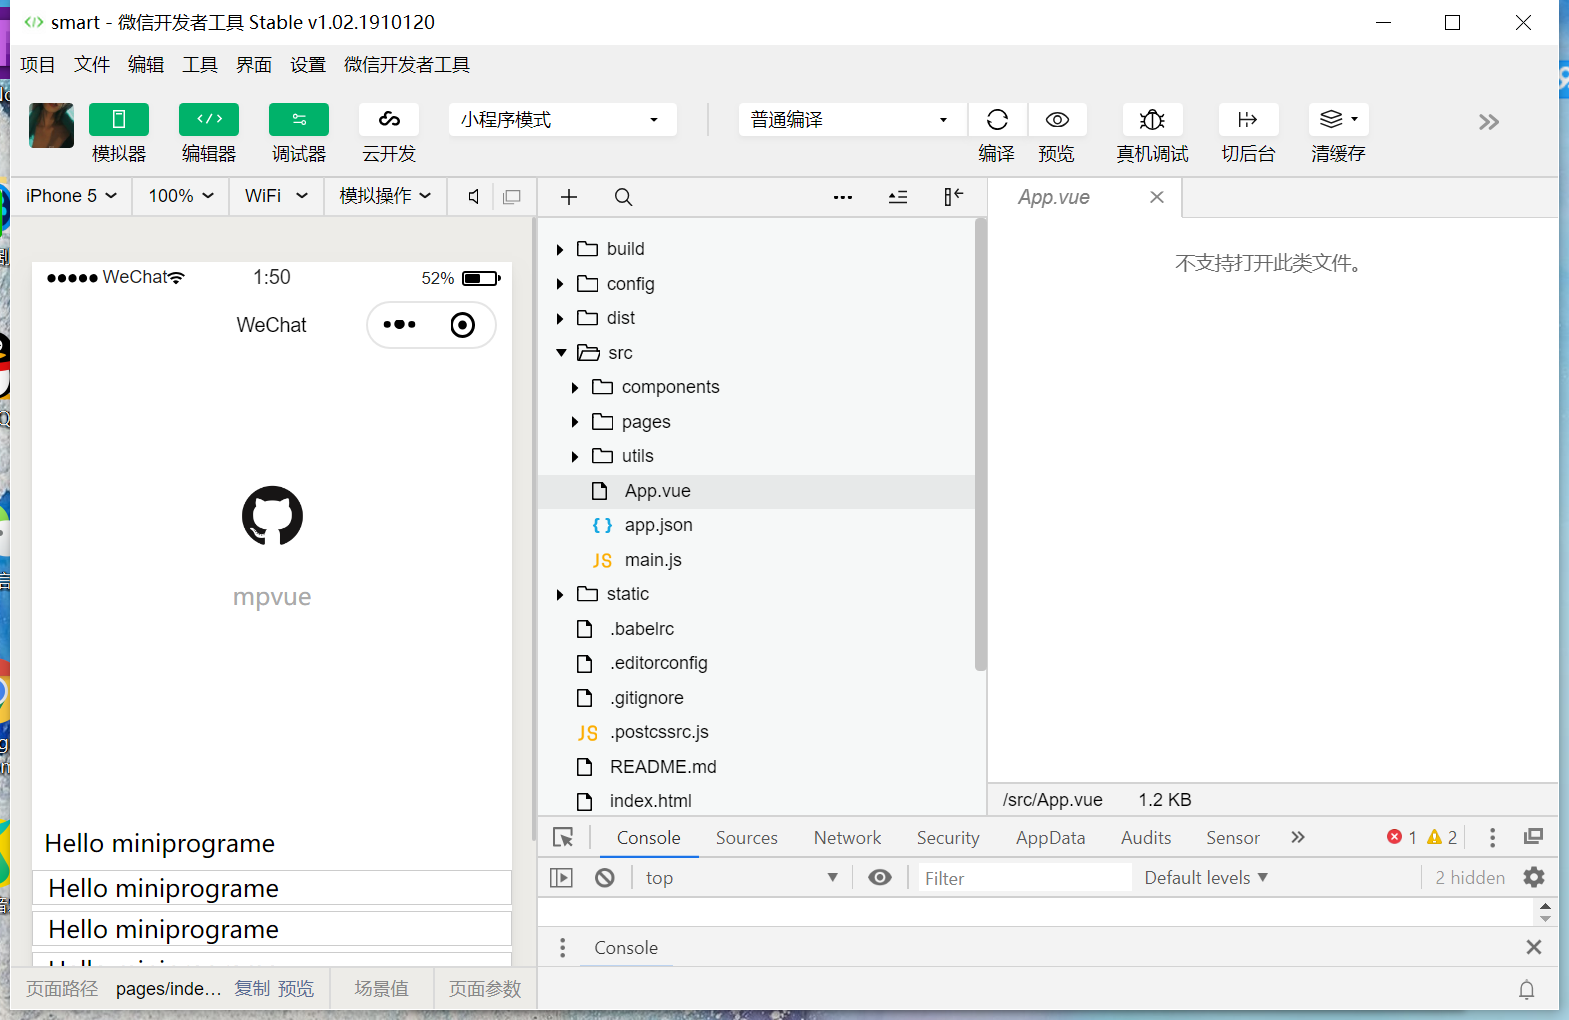 smart - 微信开发者工具 Stable v1.02.1910120
项目 文件 编辑 工具 界面 设置 微信开发者工具
小程序模式 普通编译
模拟器 编辑器 调试器 云开发 编译 预览 真机调试 切后台 清缓存
iPhone 5 100% WiFi 模拟操作
App.vue
不支持打开此类文件。
WeChat 1:50 52%
WeChat
mpvue
Hello miniprograme
Hello miniprograme
Hello miniprograme
build
config
dist
src
components
pages
utils
App.vue
app.json
JS main.js
static
.babelrc
.editorconfig
.gitignore
JS .postcssrc.js
README.md
index.html
/src/App.vue 1.2 KB
Console Sources Network Security AppData Audits Sensor 1 2
top Filter Default levels 2 hidden
Console
页面路径 pages/inde... 复制 预览 场景值 页面参数